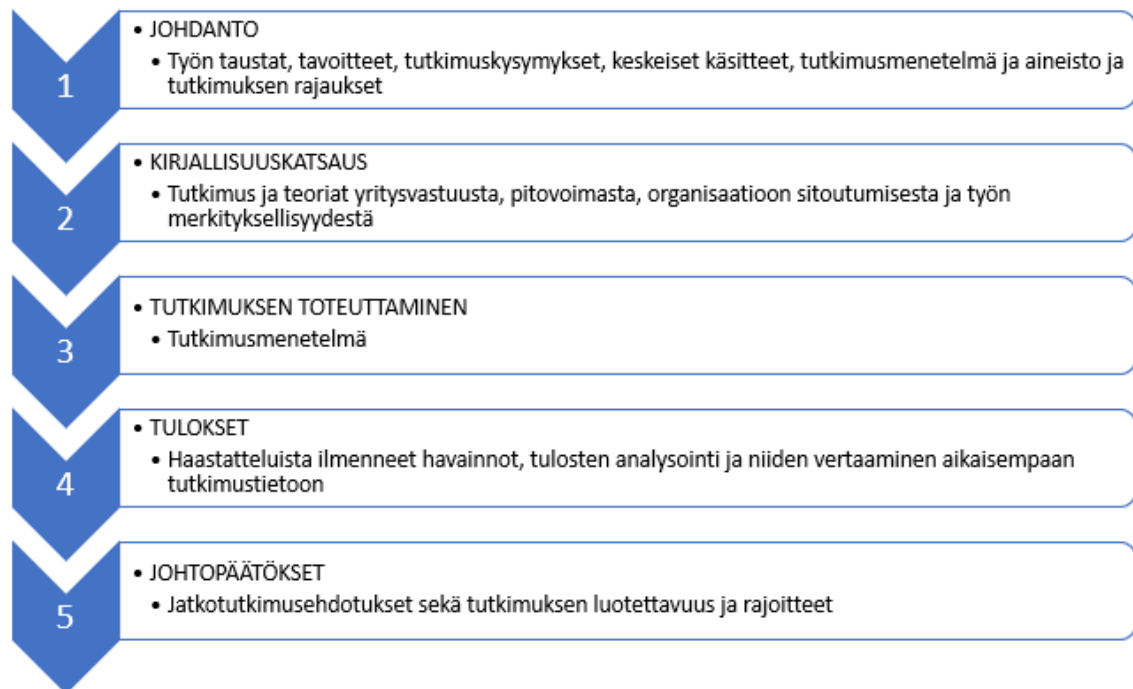 1
• JOHDANTO
• Työn taustat, tavoitteet, tutkimuskysymykset, keskeiset käsitteet, tutkimusmenetelmä ja aineisto ja
tutkimuksen rajaukset
2
• KIRJALLISUUSKATSAUS
• Tutkimus ja teoriat yritysvastuusta, pitovoimasta, organisaatioon sitoutumisesta ja työn
merkityksellisyydestä
3
• TUTKIMUKSEN TOTEUTTAMINEN
• Tutkimusmenetelmä
4
• TULOKSET
• Haastatteluista ilmenneet havainnot, tulosten analysointi ja niiden vertaaminen aikaisempaan
tutkimustietoon
5
• JOHTOPÄÄTÖKSET
• Jatkotutkimusehdotukset sekä tutkimuksen luotettavuus ja rajoitteet